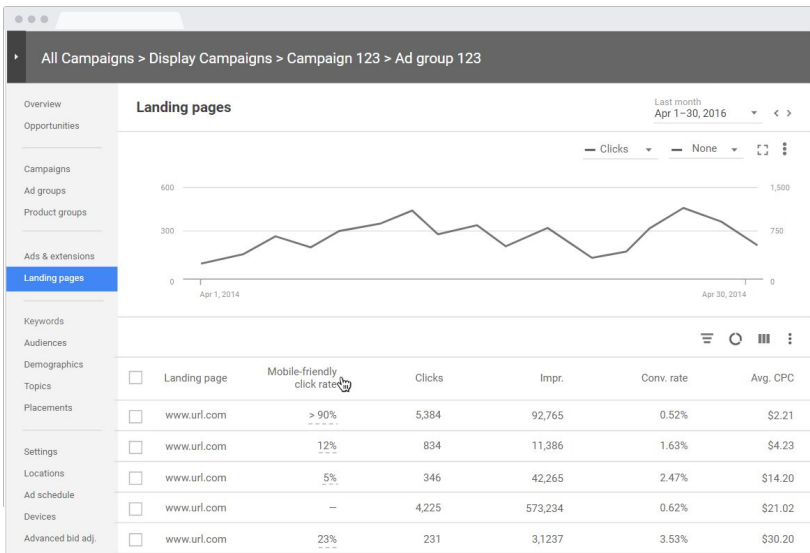 All Campaigns > Display Campaigns > Campaign 123 > Ad group 123
Overview
Opportunities
Campaigns
Ad groups
Product groups
Ads & extensions
Landing pages
Keywords
Audiences
Demographics
Topics
Placements
Settings
Locations
Ad schedule
Devices
Advanced bid adj.
Landing pages
Last month
Apr 1–30, 2016
Clicks None
600 1,500
300 750
0 0
Apr 1, 2014 Apr 30, 2014
Landing page Mobile-friendly click rate Clicks Impr. Conv. rate Avg. CPC
www.url.com > 90% 5,384 92,765 0.52% $2.21
www.url.com 12% 834 11,386 1.63% $4.23
www.url.com 5% 346 42,265 2.47% $14.20
www.url.com – 4,225 573,234 0.62% $21.02
www.url.com 23% 231 3,1237 3.53% $30.20